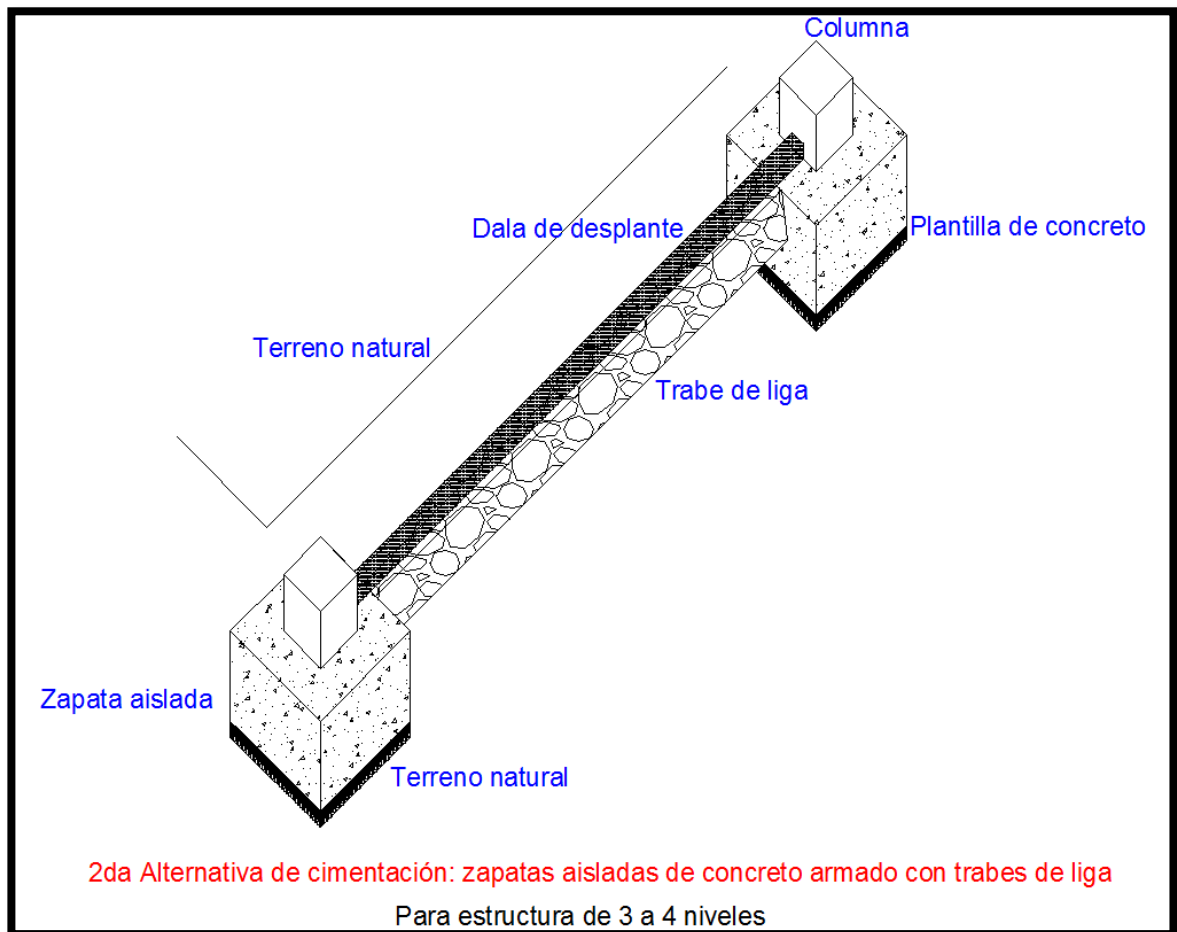 Columna
Dala de desplante
Plantilla de concreto
Terreno natural
Trabe de liga
Zapata aislada
Terreno natural
2da Alternativa de cimentación: zapatas aisladas de concreto armado con trabes de liga
Para estructura de 3 a 4 niveles